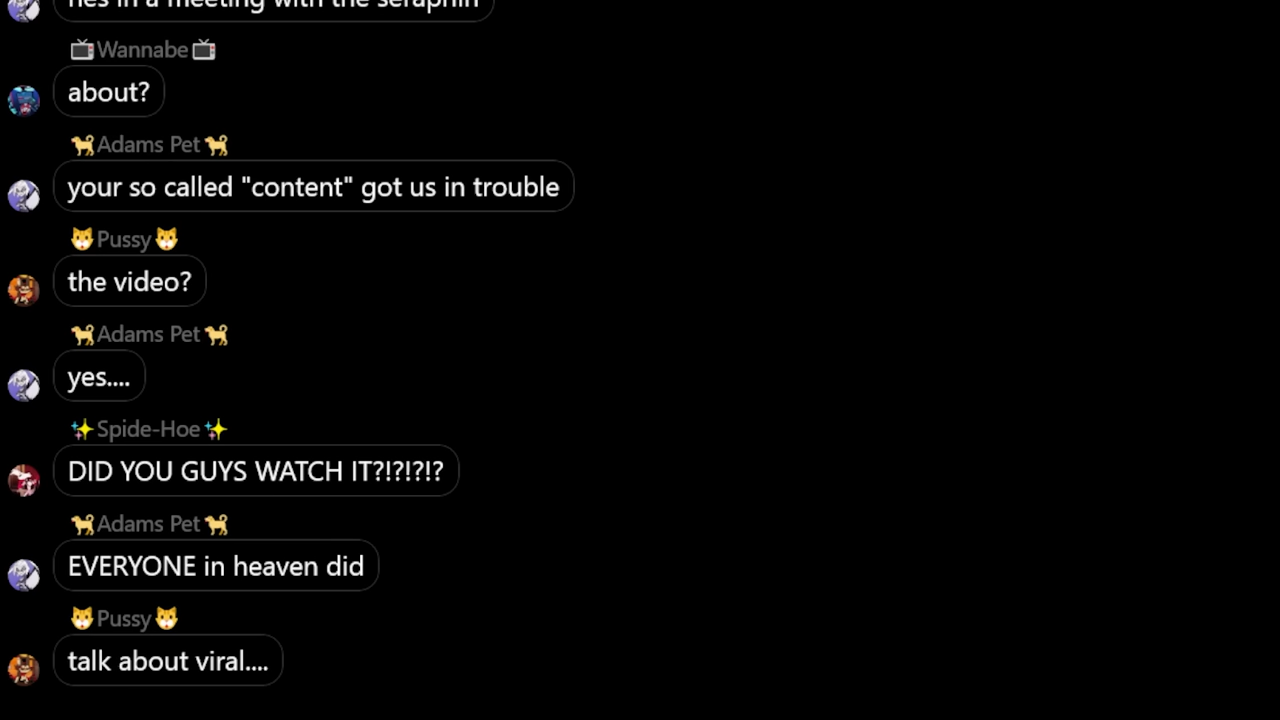 hes in a meeting with the seraphin
📺Wannabe📺
about?
🐕Adams Pet🐕
your so called "content" got us in trouble
🐱Pussy🐱
the video?
🐕Adams Pet🐕
yes....
✨Spide-Hoe✨
DID YOU GUYS WATCH IT?!?!?!?
🐕Adams Pet🐕
EVERYONE in heaven did
🐱Pussy🐱
talk about viral....